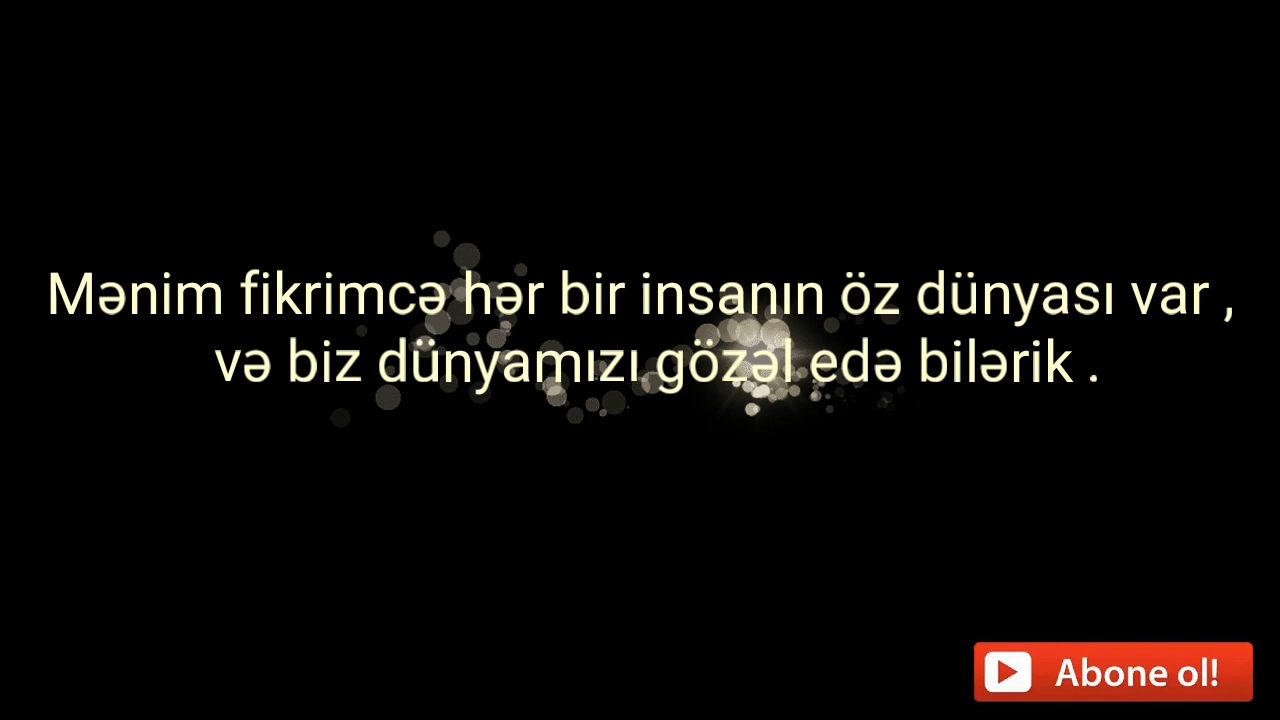 Mənim fikrimcə hər bir insanın öz dünyası var ,
və biz dünyamızı gözəl edə bilərik .
Abone ol!